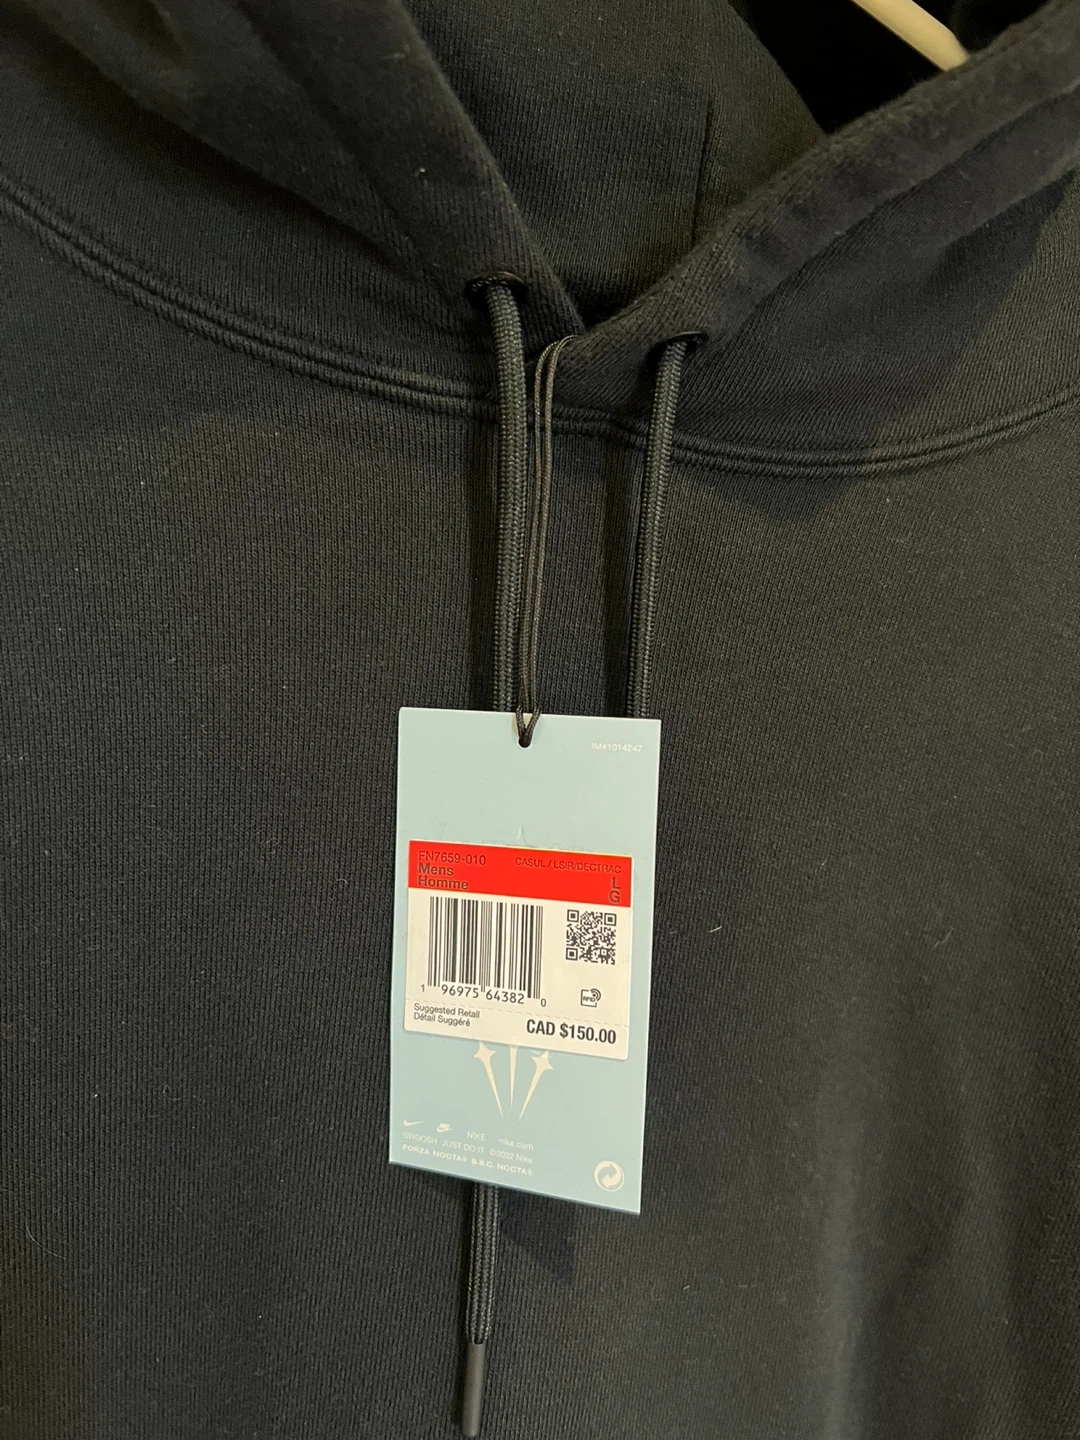 IM#1014247
FN7659-010 CASUL / LSIR/DECTRAC
Mens L
Homme G
1 96975 64382 0
RFID
Suggested Retail
Détail Suggéré
CAD $150.00
NIKE nike.com
SWOOSH JUST DO IT ©2022 Nike
FORZA NOCTA® S.B.C. NOCTA®